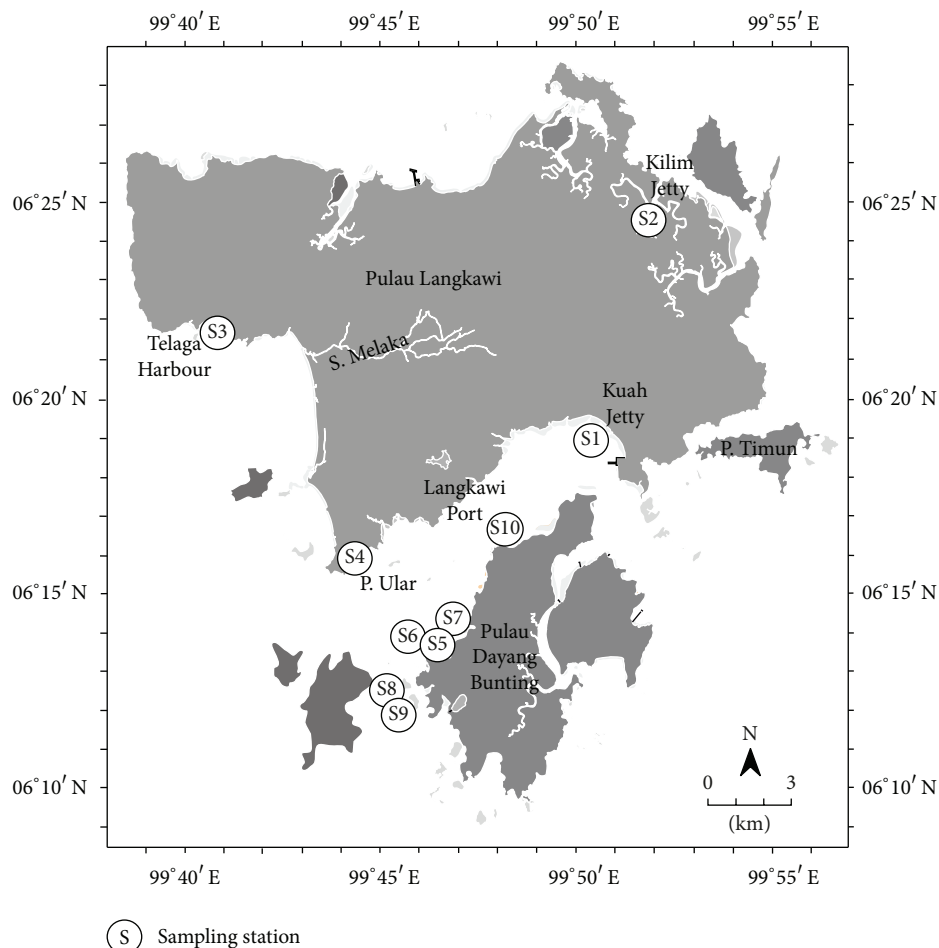 99°40′ E
99°45′ E
99°50′ E
99°55′ E
Kilim
Jetty
06°25′ N
06°25′ N
S2
Pulau Langkawi
S3
Telaga
Harbour
S. Melaka
06°20′ N
06°20′ N
Kuah
Jetty
S1
P. Timun
Langkawi
Port
S10
S4
P. Ular
06°15′ N
06°15′ N
S7
S6
S5
Pulau
Dayang
Bunting
S8
S9
N
06°10′ N
06°10′ N
0 3
(km)
99°40′ E
99°45′ E
99°50′ E
99°55′ E
S Sampling station